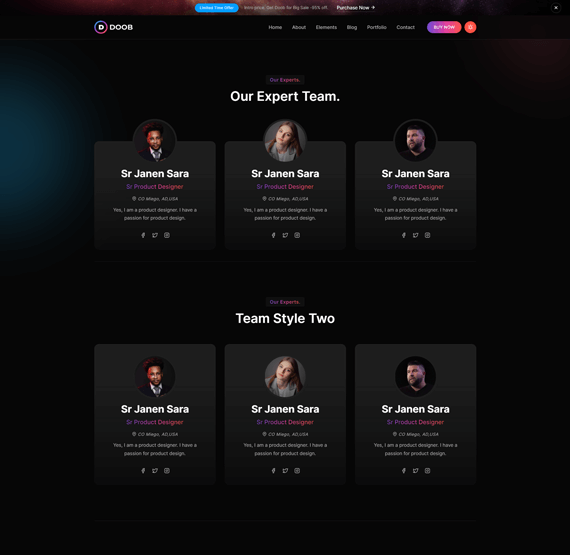 Limited Time Offer
Intro price. Get Doob for Big Sale -95% off.
Purchase Now
DOOB
Home
About
Elements
Blog
Portfolio
Contact
BUY NOW
Our Experts.
Our Expert Team.
Sr Janen Sara
Sr Product Designer
CO Miego, AD,USA
Yes, I am a product designer. I have a
passion for product design.
Sr Janen Sara
Sr Product Designer
CO Miego, AD,USA
Yes, I am a product designer. I have a
passion for product design.
Sr Janen Sara
Sr Product Designer
CO Miego, AD,USA
Yes, I am a product designer. I have a
passion for product design.
Our Experts.
Team Style Two
Sr Janen Sara
Sr Product Designer
CO Miego, AD,USA
Yes, I am a product designer. I have a
passion for product design.
Sr Janen Sara
Sr Product Designer
CO Miego, AD,USA
Yes, I am a product designer. I have a
passion for product design.
Sr Janen Sara
Sr Product Designer
CO Miego, AD,USA
Yes, I am a product designer. I have a
passion for product design.